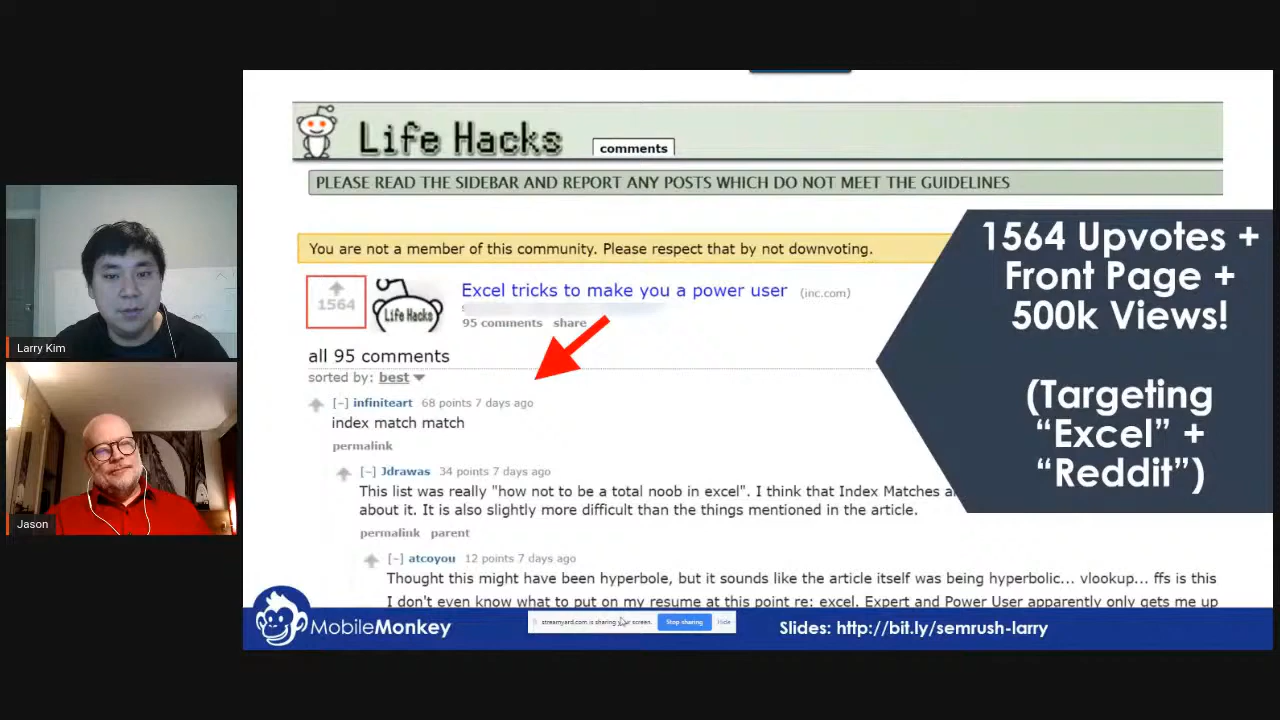 Life Hacks
comments
PLEASE READ THE SIDEBAR AND REPORT ANY POSTS WHICH DO NOT MEET THE GUIDELINES
You are not a member of this community. Please respect that by not downvoting.
1564
Life Hacks
Excel tricks to make you a power user (inc.com)
95 comments share
all 95 comments
sorted by: best
[–] infiniteart 68 points 7 days ago
index match match
permalink
[–] Jdrawas 34 points 7 days ago
This list was really "how not to be a total noob in excel". I think that Index Matches
about it. It is also slightly more difficult than the things mentioned in the article.
permalink parent
[–] atcoyou 12 points 7 days ago
Thought this might have been hyperbole, but it sounds like the article itself was being hyperbolic... vlookup... ffs is this
I don't even know what to put on my resume at this point re: excel. Expert and Power User apparently only gets me up
1564 Upvotes +
Front Page +
500k Views!
(Targeting
“Excel” +
“Reddit”)
Larry Kim
Jason
MobileMonkey
streamyard.com is sharing your screen.
Stop sharing
Hide
Slides: http://bit.ly/semrush-larry